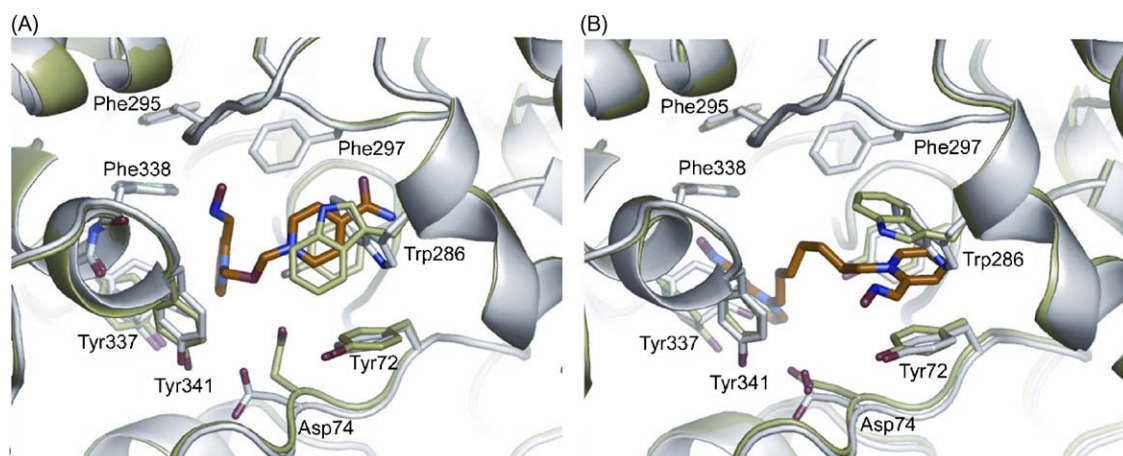 (A)
Phe295
Phe297
Phe338
Trp286
Tyr337
Tyr72
Tyr341
Asp74
(B)
Phe295
Phe297
Phe338
Trp286
Tyr337
Tyr72
Tyr341
Asp74